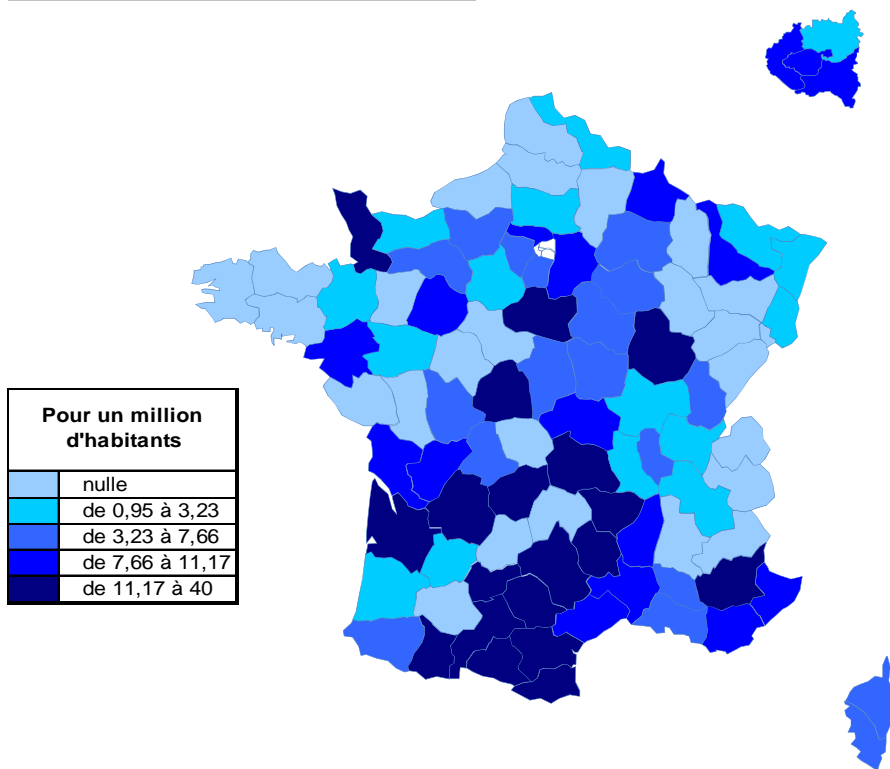 Pour un million
d'habitants
nulle
de 0,95 à 3,23
de 3,23 à 7,66
de 7,66 à 11,17
de 11,17 à 40